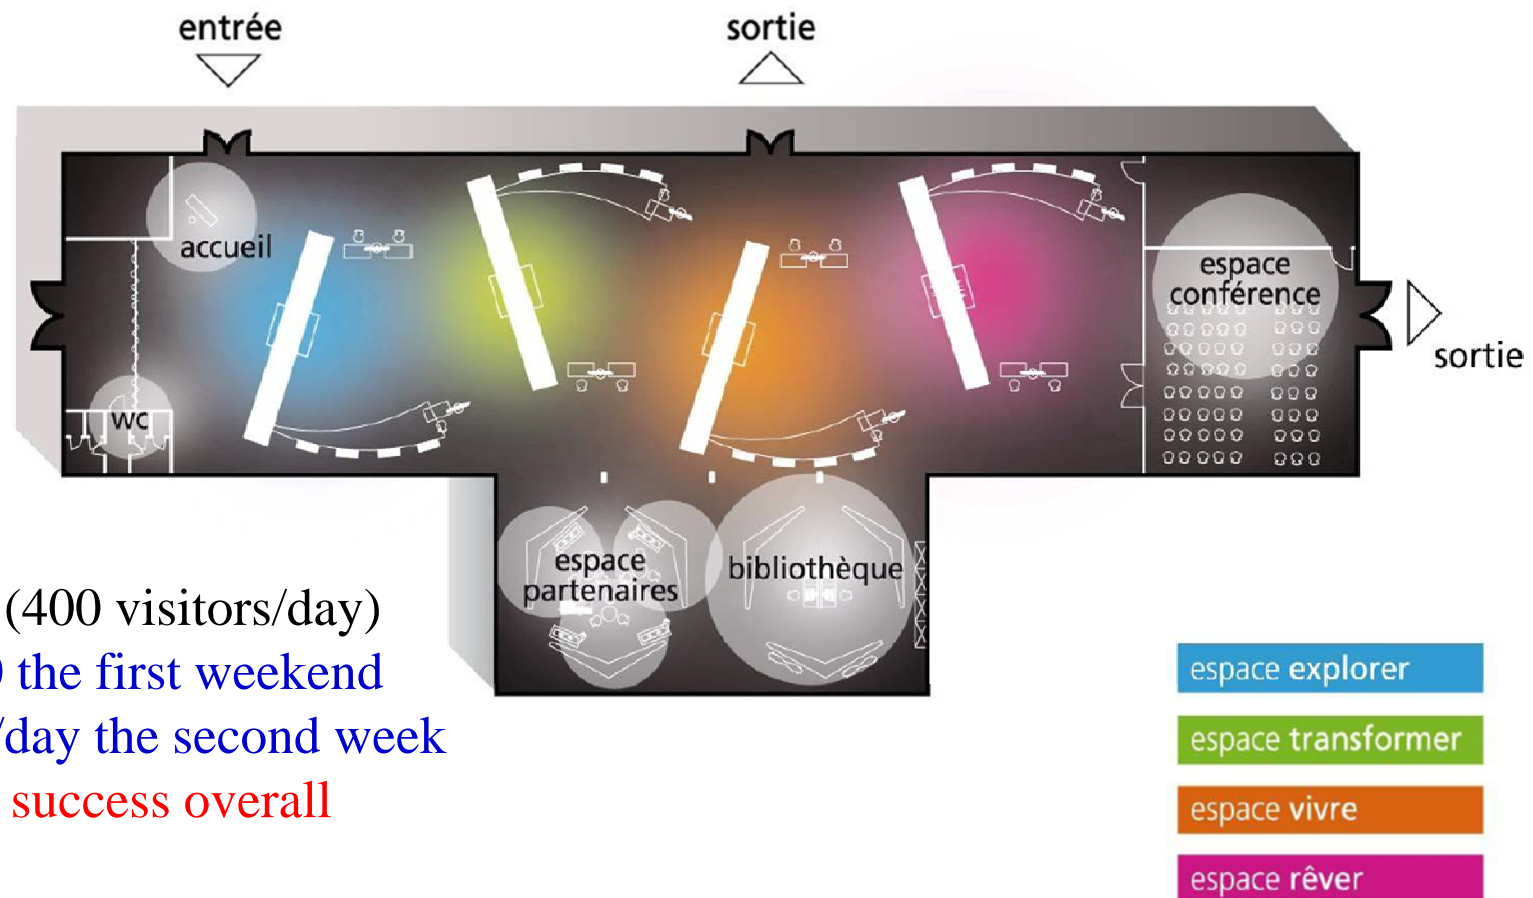 entrée
sortie
accueil
espace
conférence
sortie
wc
espace
partenaires
bibliothèque
(400 visitors/day)
the first weekend
/day the second week
success overall
espace explorer
espace transformer
espace vivre
espace rêver